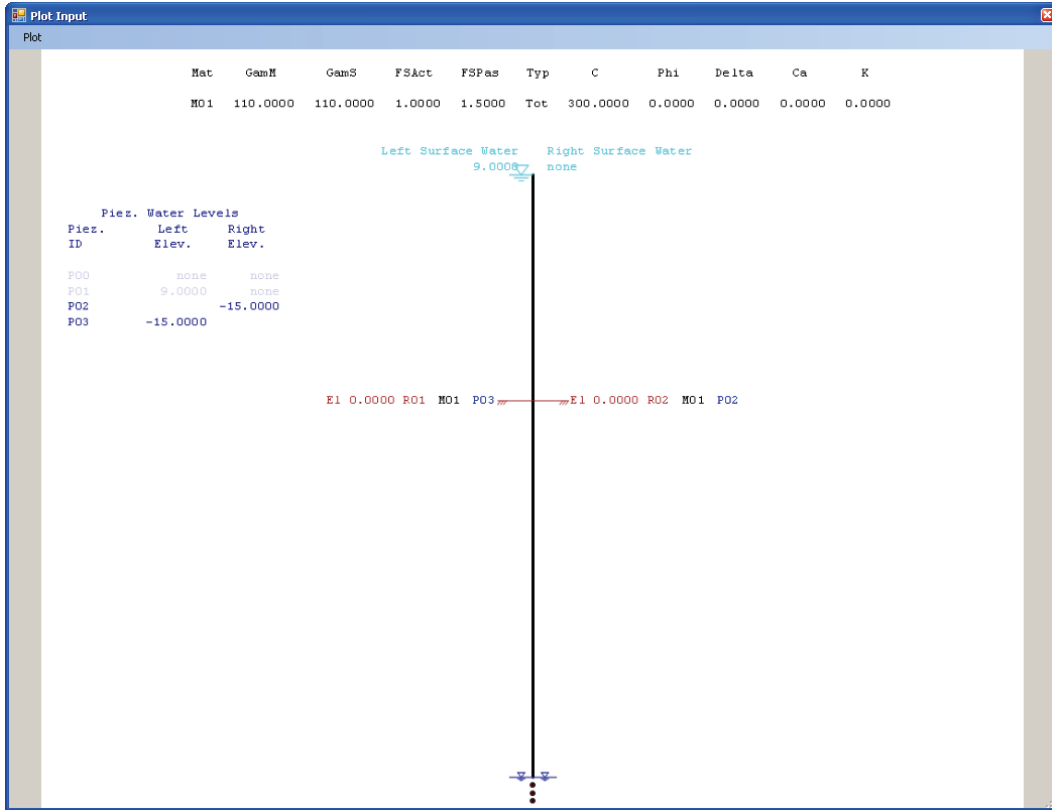 Plot Input
Plot
Mat GamM GamS FSAct FSPas Typ C Phi Delta Ca K
M01 110.0000 110.0000 1.0000 1.5000 Tot 300.0000 0.0000 0.0000 0.0000 0.0000
Left Surface Water Right Surface Water
9.0000 none
Piez. Water Levels
Piez. Left Right
ID Elev. Elev.
P00 none none
P01 9.0000 none
P02 -15.0000
P03 -15.0000
El 0.0000 R01 M01 P03 El 0.0000 R02 M01 P02